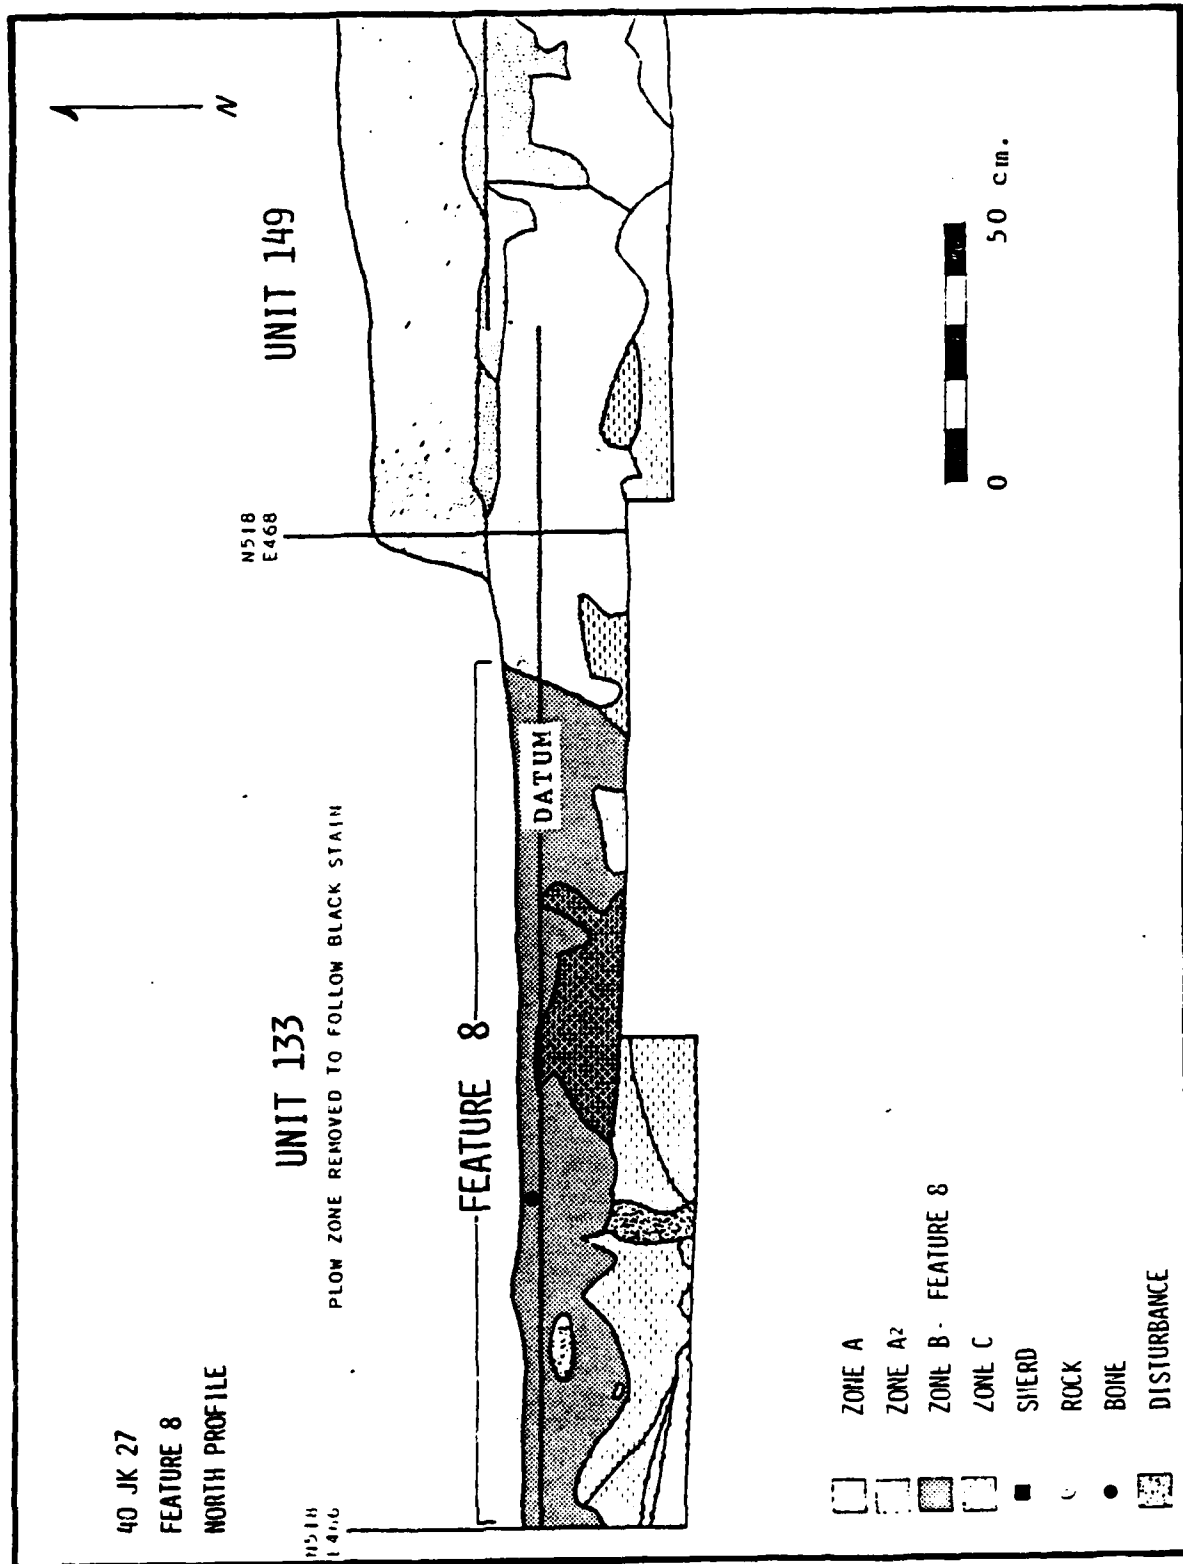 40 JK 27
FEATURE 8
NORTH PROFILE
N518
UNIT 133
PLOW ZONE REMOVED TO FOLLOW BLACK STAIN
N518
E468
UNIT 149
N
FEATURE 8
DATUM
ZONE A
ZONE A2
ZONE B - FEATURE 8
ZONE C
SHERD
ROCK
BONE
DISTURBANCE
0
50 cm.